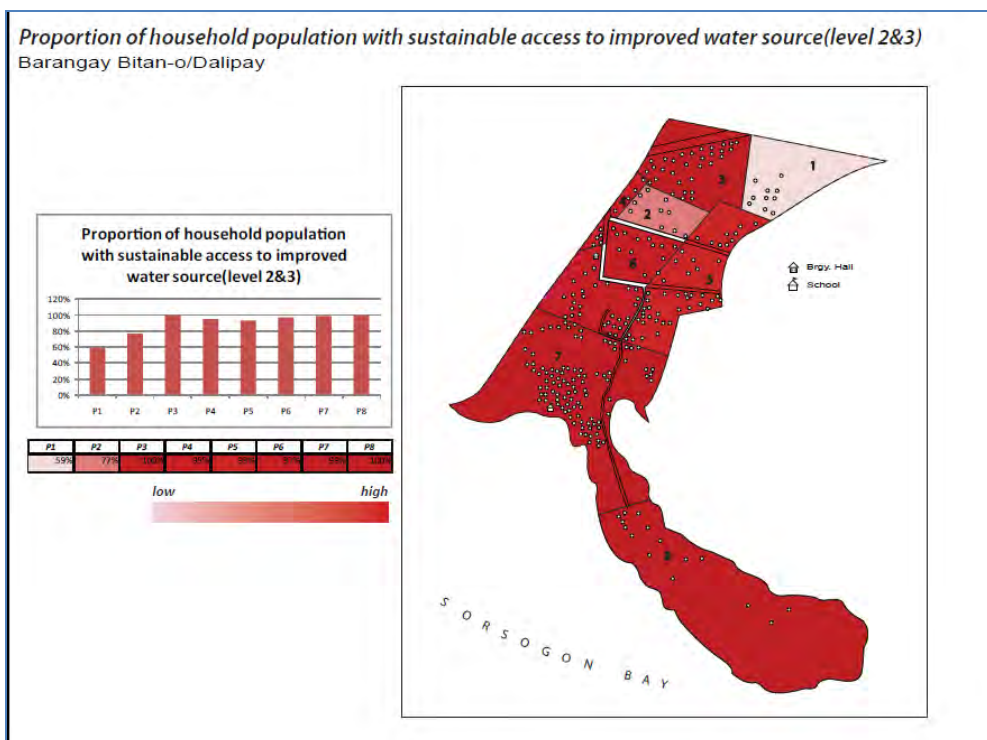 Proportion of household population with sustainable access to improved water source(level 2&3)
Barangay Bitan-o/Dalipay
Proportion of household population
with sustainable access to improved
water source(level 2&3)
120%
100%
80%
60%
40%
20%
0%
P1 P2 P3 P4 P5 P6 P7 P8
P1 P2 P3 P4 P5 P6 P7 P8
59% 77% 100% 95% 100%
low high
1
2
6
7
Brgy. Hall
School
SORSOGON BAY